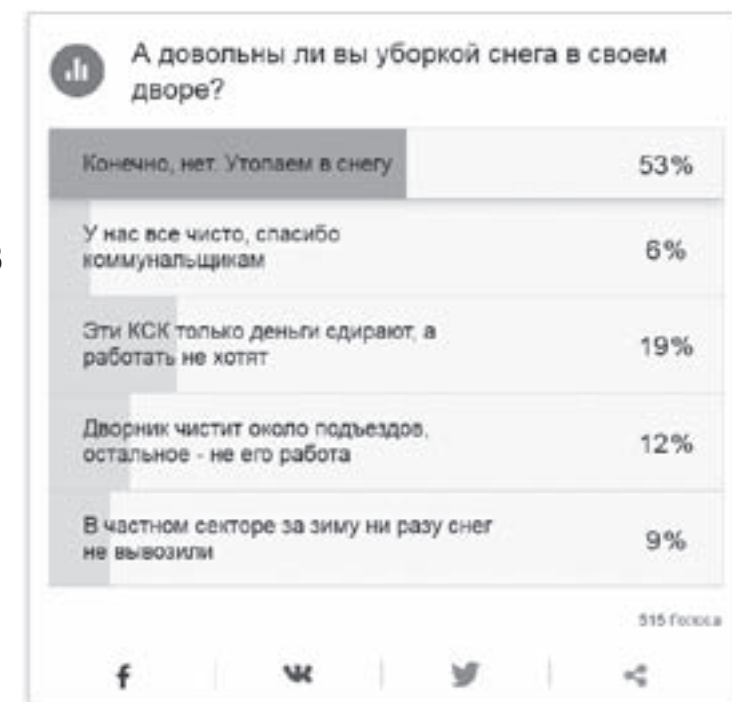 А довольны ли вы уборкой снега в своем
дворе?
Конечно, нет. Утопаем в снегу
53%
У нас все чисто, спасибо
коммунальщикам
6%
Эти КСК только деньги сдирают, а
работать не хотят
19%
Дворник чистит около подъездов,
остальное - не его работа
12%
В частном секторе за зиму ни разу снег
не вывозили
9%
515 Голоса